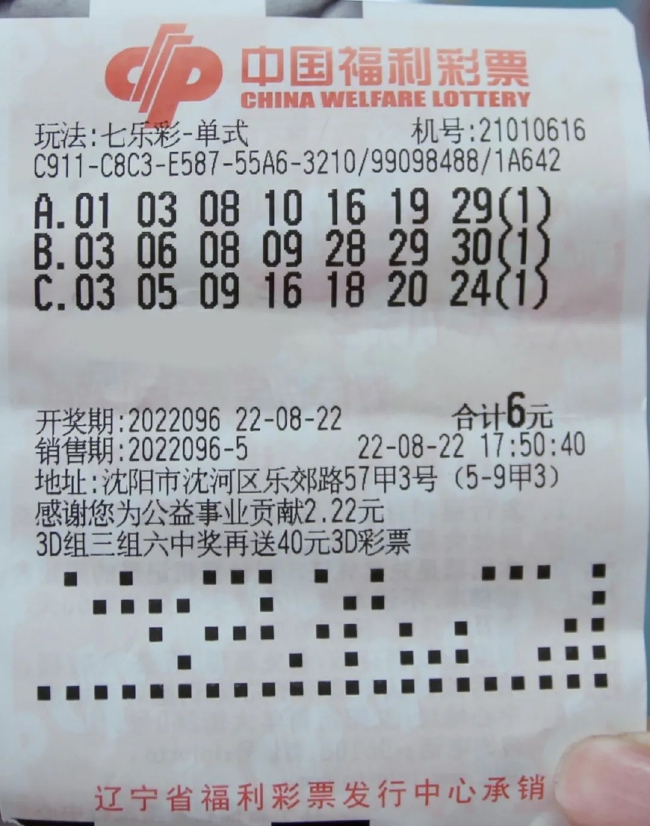 中国福利彩票
CHINA WELFARE LOTTERY
玩法:七乐彩-单式 机号:21010616
C911-C8C3-E587-55A6-3210/99098488/1A642
A.01 03 08 10 16 19 29(1)
B.03 06 08 09 28 29 30(1)
C.03 05 09 16 18 20 24(1)
开奖期:2022096 22-08-22 合计6元
销售期:2022096-5 22-08-22 17:50:40
地址:沈阳市沈河区乐郊路57甲3号（5-9甲3）
感谢您为公益事业贡献2.22元
3D组三组六中奖再送40元3D彩票
辽宁省福利彩票发行中心承销